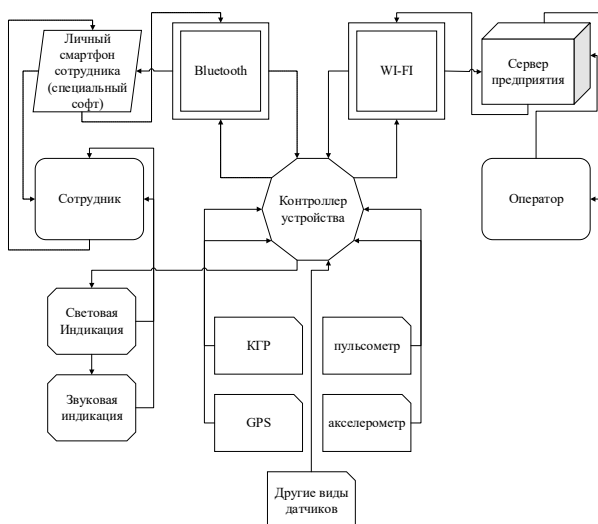 Личный
смартфон
сотрудника
(специальный
софт)
Bluetooth
WI-FI
Сервер
предприятия
Сотрудник
Контроллер
устройства
Оператор
Световая
Индикация
КГР
пульсометр
Звуковая
индикация
GPS
акселерометр
Другие виды
датчиков